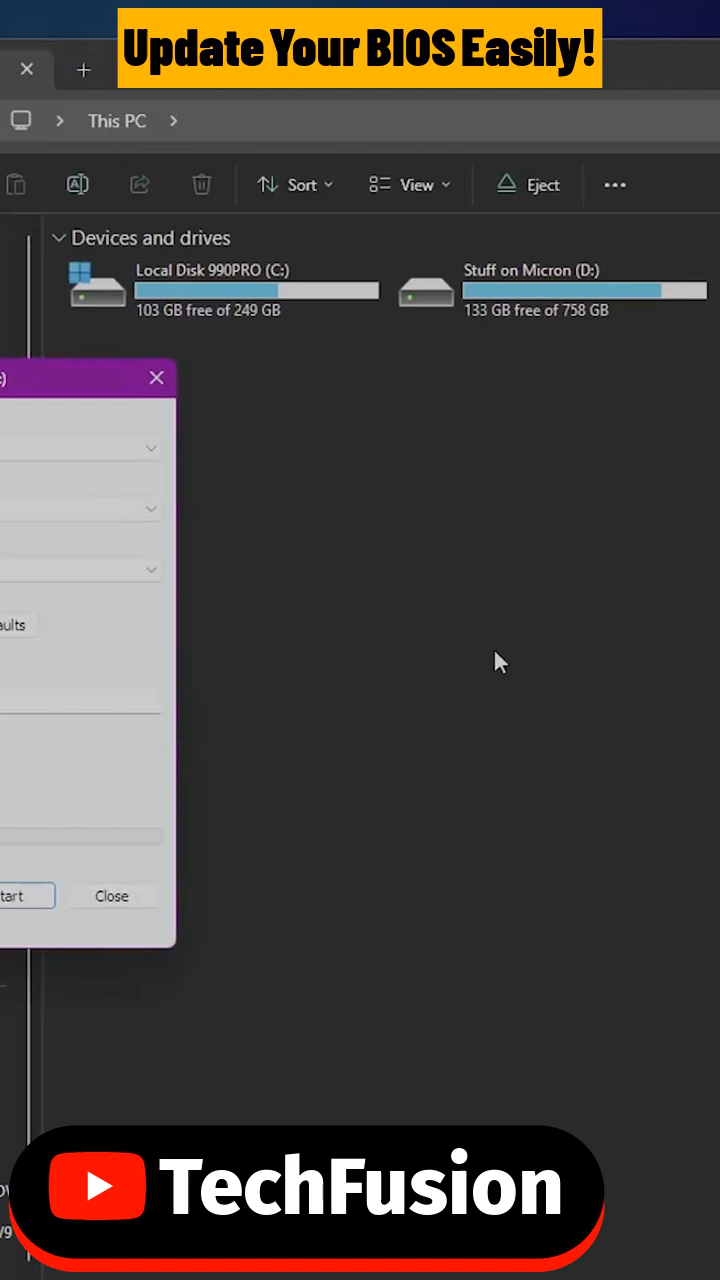 Update Your BIOS Easily!
This PC
Sort
View
Eject
Devices and drives
Local Disk 990PRO (C:)
103 GB free of 249 GB
Stuff on Micron (D:)
133 GB free of 758 GB
:)
aults
tart
Close
TechFusion